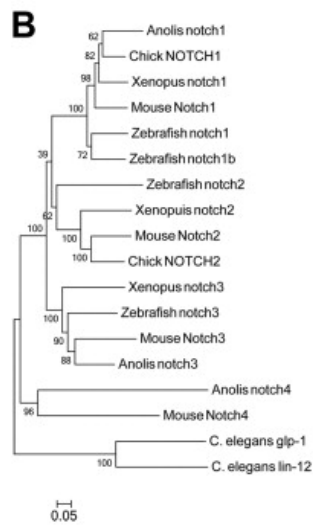 B
Anolis notch1
62
Chick NOTCH1
82
Xenopus notch1
98
Mouse Notch1
100
Zebrafish notch1
72
Zebrafish notch1b
39
Zebrafish notch2
62
Xenopuis notch2
100
Mouse Notch2
100
Chick NOTCH2
100
Xenopus notch3
100
Zebrafish notch3
90
Mouse Notch3
88
Anolis notch3
Anolis notch4
96
Mouse Notch4
C. elegans glp-1
100
C. elegans lin-12
0.05